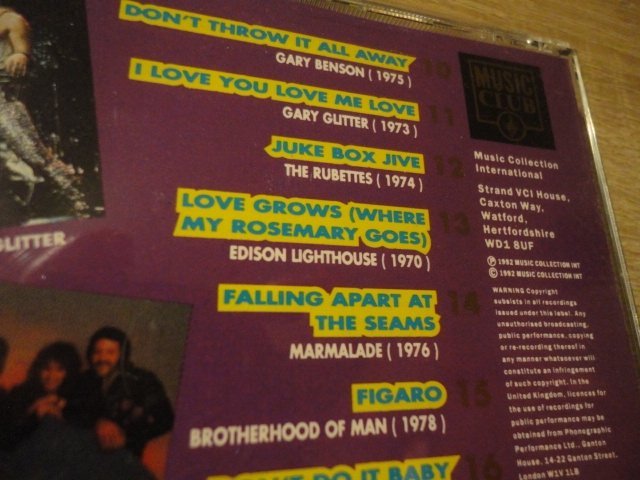 DON'T THROW IT ALL AWAY 10
GARY BENSON ( 1975 )
I LOVE YOU LOVE ME LOVE 11
GARY GLITTER ( 1973 )
JUKE BOX JIVE 12
THE RUBETTES ( 1974 )
LOVE GROWS (WHERE 13
MY ROSEMARY GOES)
EDISON LIGHTHOUSE ( 1970 )
FALLING APART AT 14
THE SEAMS
MARMALADE ( 1976 )
FIGARO 15
BROTHERHOOD OF MAN ( 1978 )
DON'T DO IT BABY 16
GLITTER
MUSIC
CLUB
Music Collection
International
Strand VCI House,
Caxton Way,
Watford,
Hertfordshire
WD1 8UF
Ⓟ 1992 MUSIC COLLECTION INT
© 1992 MUSIC COLLECTION INT
WARNING Copyright
subsists in all recordings
issued under this label. Any
unauthorised broadcasting,
public performance, copying
or re-recording thereof in
any manner whatsoever will
constitute an infringement
of such copyright. In the
United Kingdom, licences for
the use of recordings for
public performance may be
obtained from Phonographic
Performance Ltd., Ganton
House, 14-22 Ganton Street,
London W1V 1LB